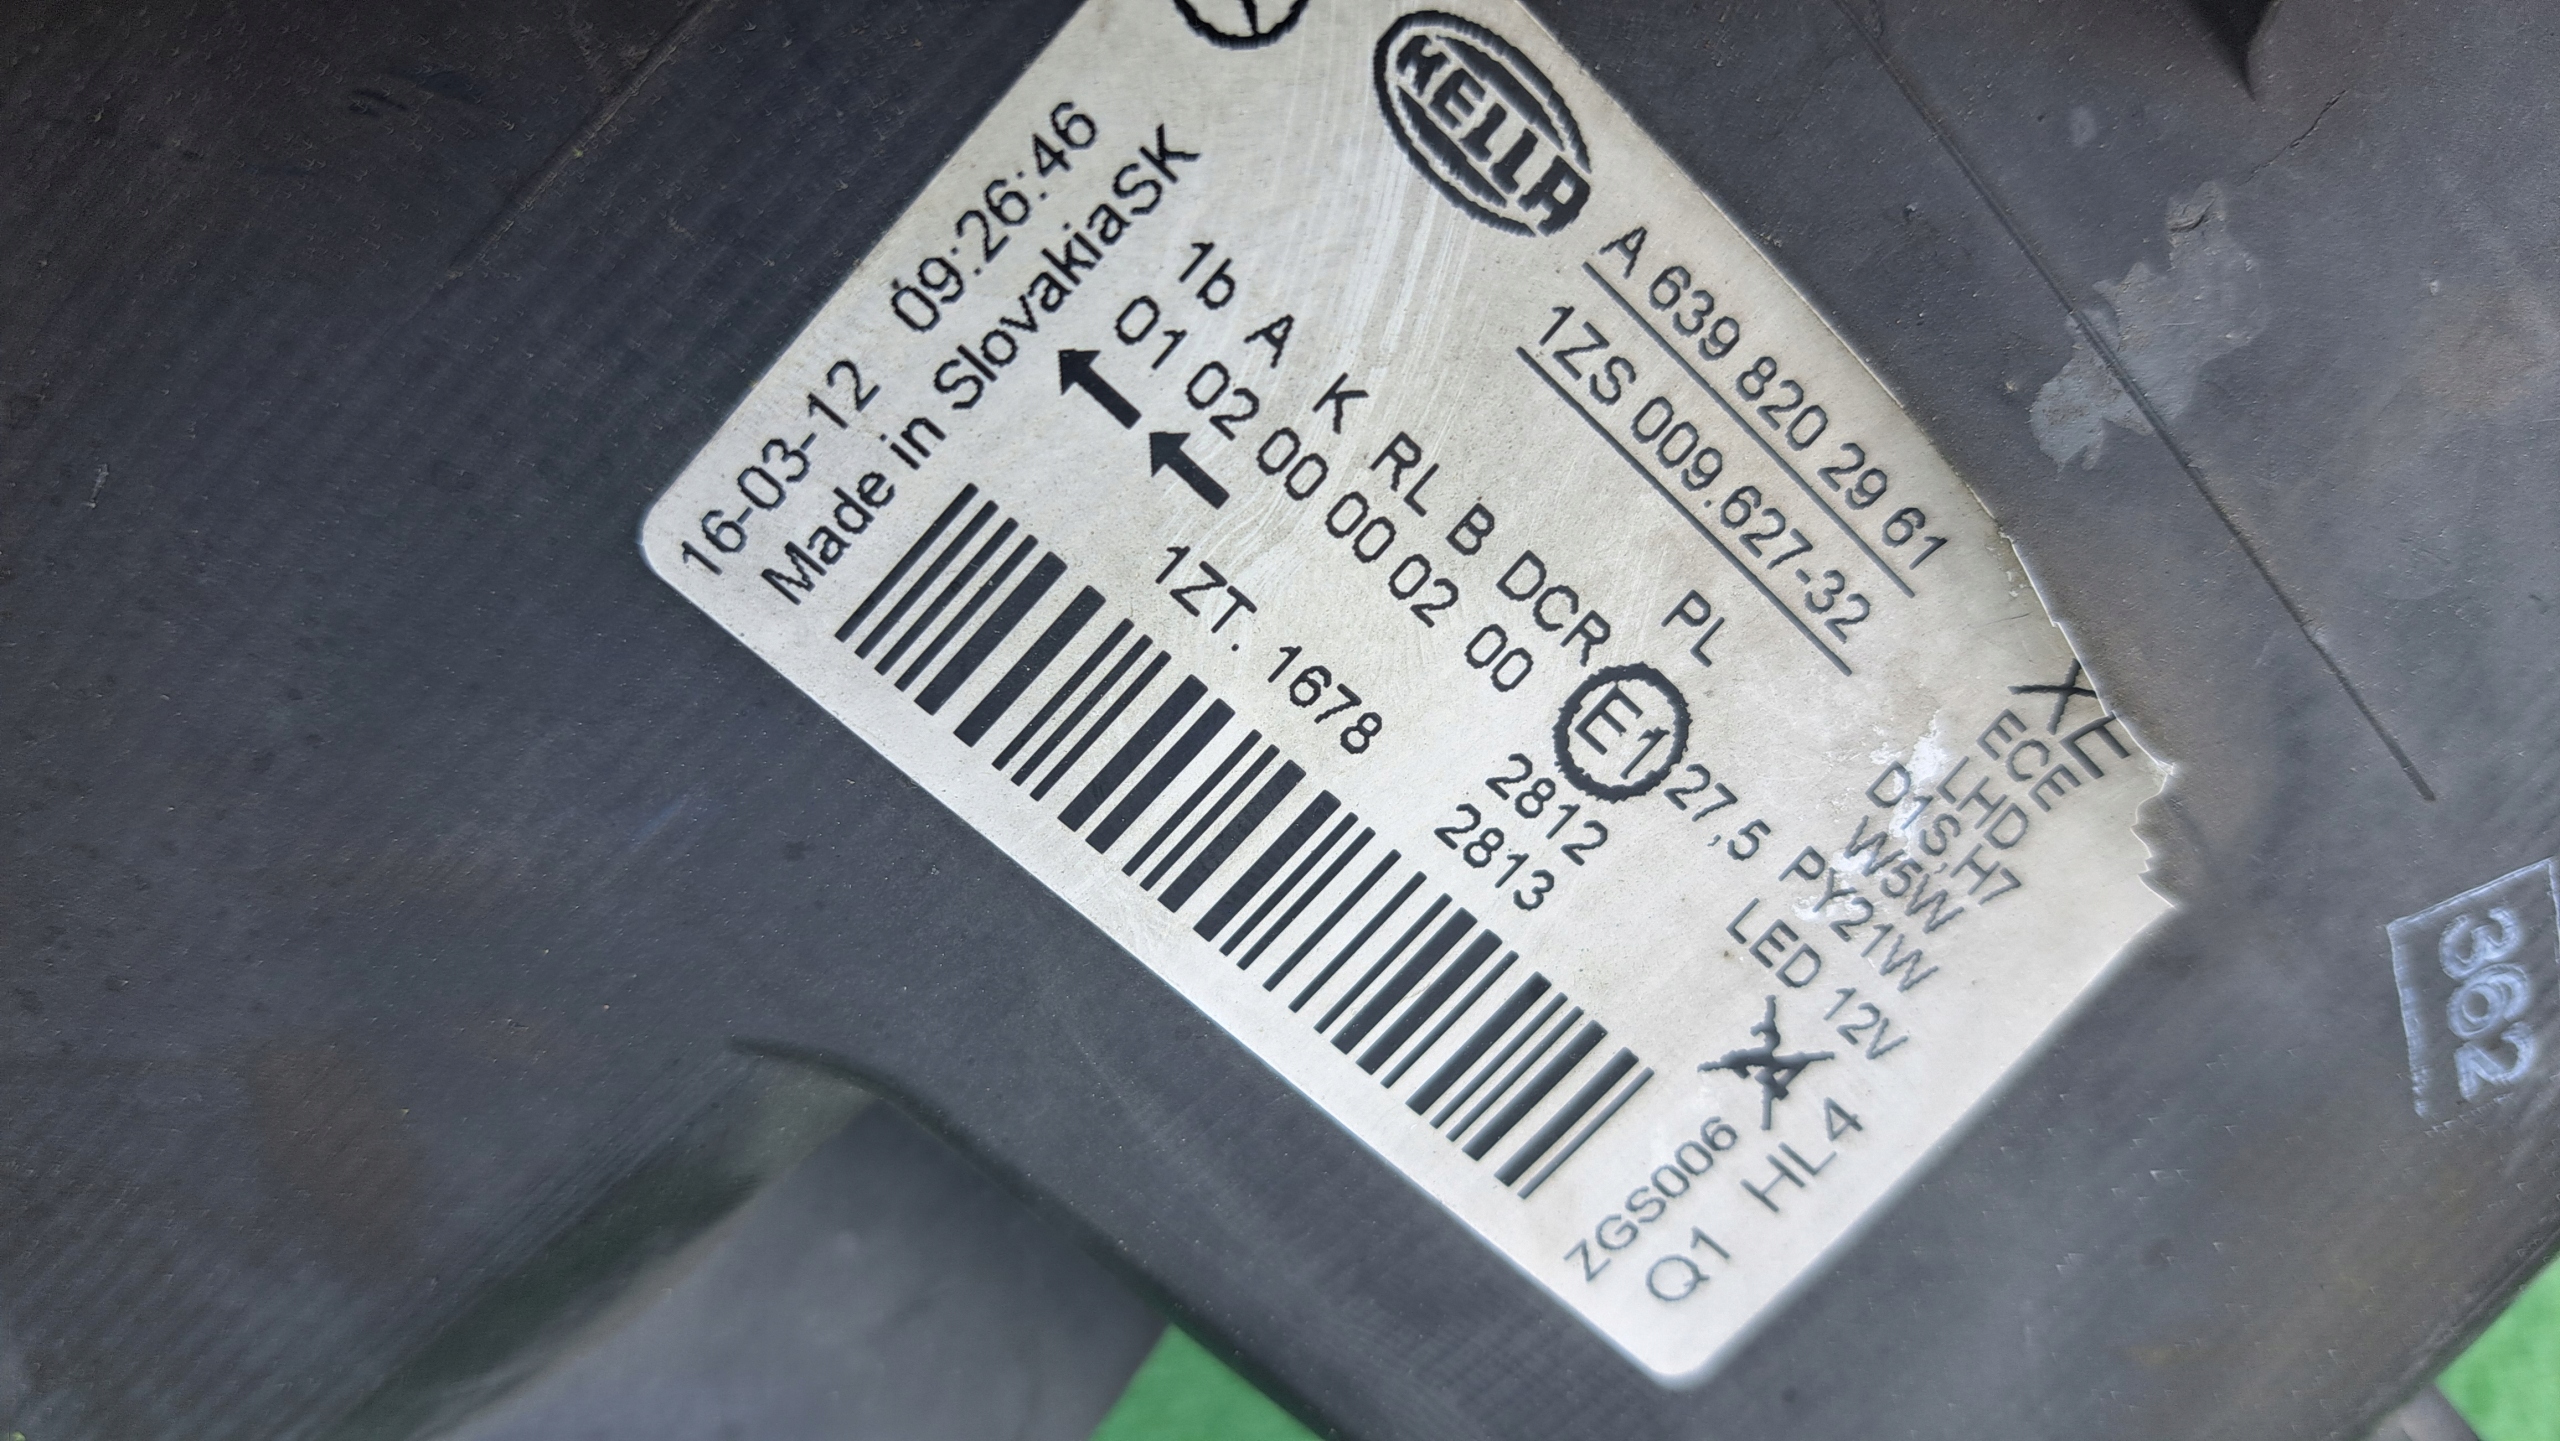 HELLA
A 639 820 29 61
1ZS 009.627-32
16-03-12 09:26:46
Made in SlovakiaSK
1b A K RL B DCR PL
01 02 00 00 02 00
E1
27,5
2812
2813
1ZT. 1678
XE
ECE
LHD
D1S,H7
W5W
PY21W
LED 12V
ZGS006
HL4
Q1
362